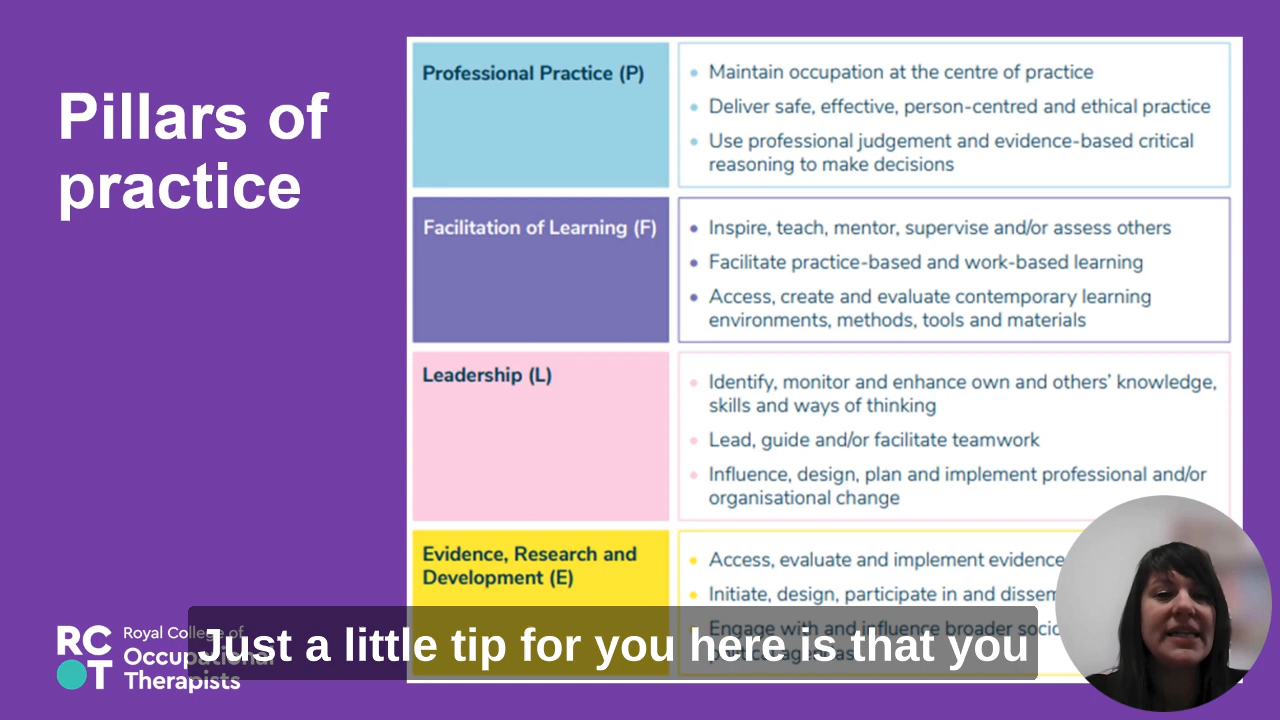 Pillars of
practice
Professional Practice (P)
Maintain occupation at the centre of practice
Deliver safe, effective, person-centred and ethical practice
Use professional judgement and evidence-based critical
reasoning to make decisions
Facilitation of Learning (F)
Inspire, teach, mentor, supervise and/or assess others
Facilitate practice-based and work-based learning
Access, create and evaluate contemporary learning
environments, methods, tools and materials
Leadership (L)
Identify, monitor and enhance own and others’ knowledge,
skills and ways of thinking
Lead, guide and/or facilitate teamwork
Influence, design, plan and implement professional and/or
organisational change
Evidence, Research and
Development (E)
Access, evaluate and implement evidence
Initiate, design, participate in and
Engage with and influence broader
Just a little tip for you here is that you
RC
OT
Royal College of
Occupational
Therapists